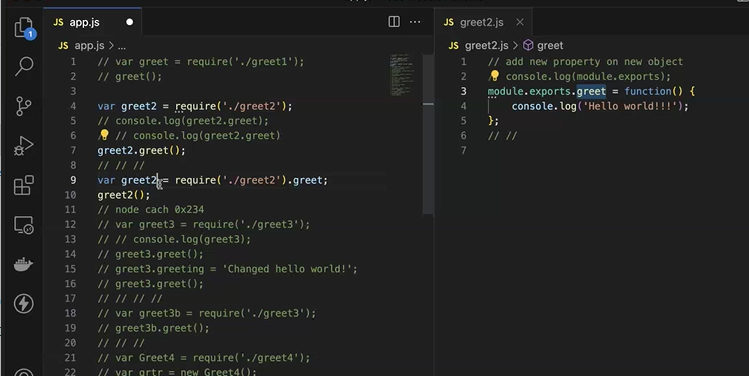 JS app.js
JS app.js > ...
1 // var greet = require('./greet1');
2 // greet();
3
4 var greet2 = require('./greet2');
5 // console.log(greet2.greet);
6 // console.log(greet2.greet)
7 greet2.greet();
8 // // //
9 var greet2 = require('./greet2').greet;
10 greet2();
11 // node cach 0x234
12 // var greet3 = require('./greet3');
13 // // console.log(greet3);
14 // greet3.greet();
15 // greet3.greeting = 'Changed hello world!';
16 // greet3.greet();
17 // // // //
18 // var greet3b = require('./greet3');
19 // greet3b.greet();
20 // // //
21 // var Greet4 = require('./greet4');
22 // var grtr = new Greet4();
JS greet2.js
JS greet2.js > greet
1 // add new property on new object
2 // console.log(module.exports);
3 module.exports.greet = function() {
4 console.log('Hello world!!!');
5 };
6 // //
7
1